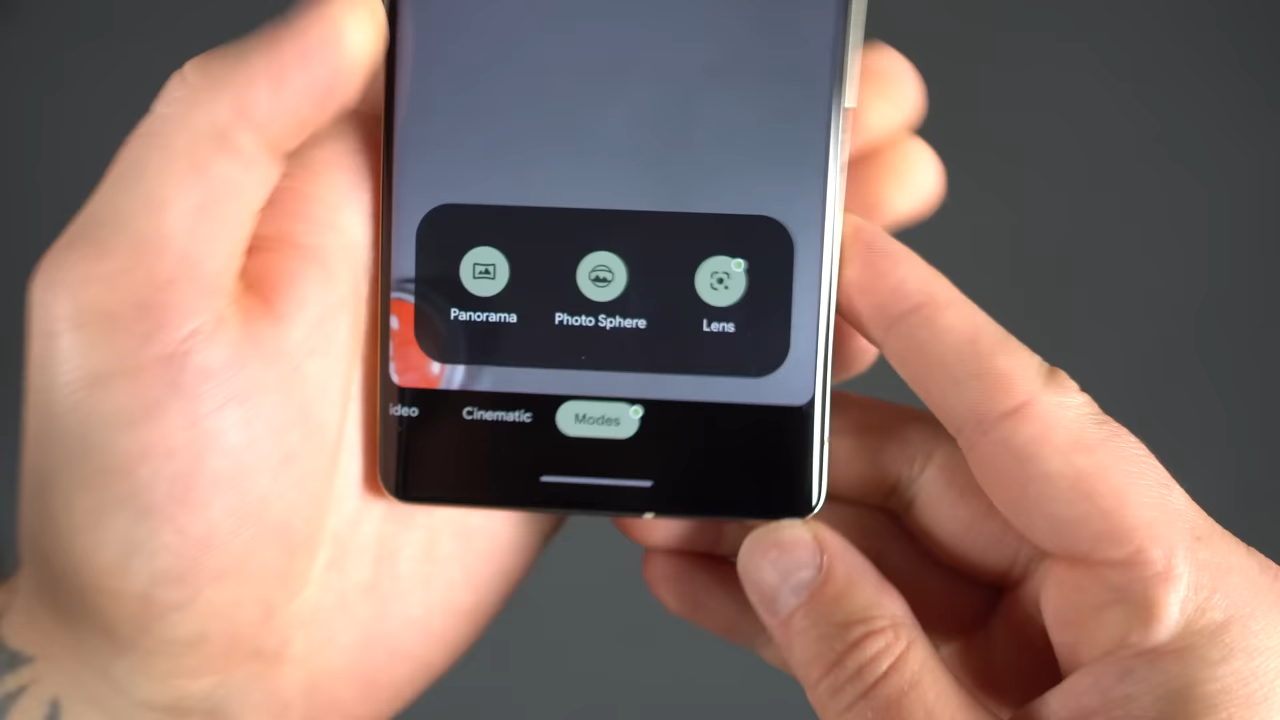 Panorama
Photo Sphere
Lens
ideo
Cinematic
Modes